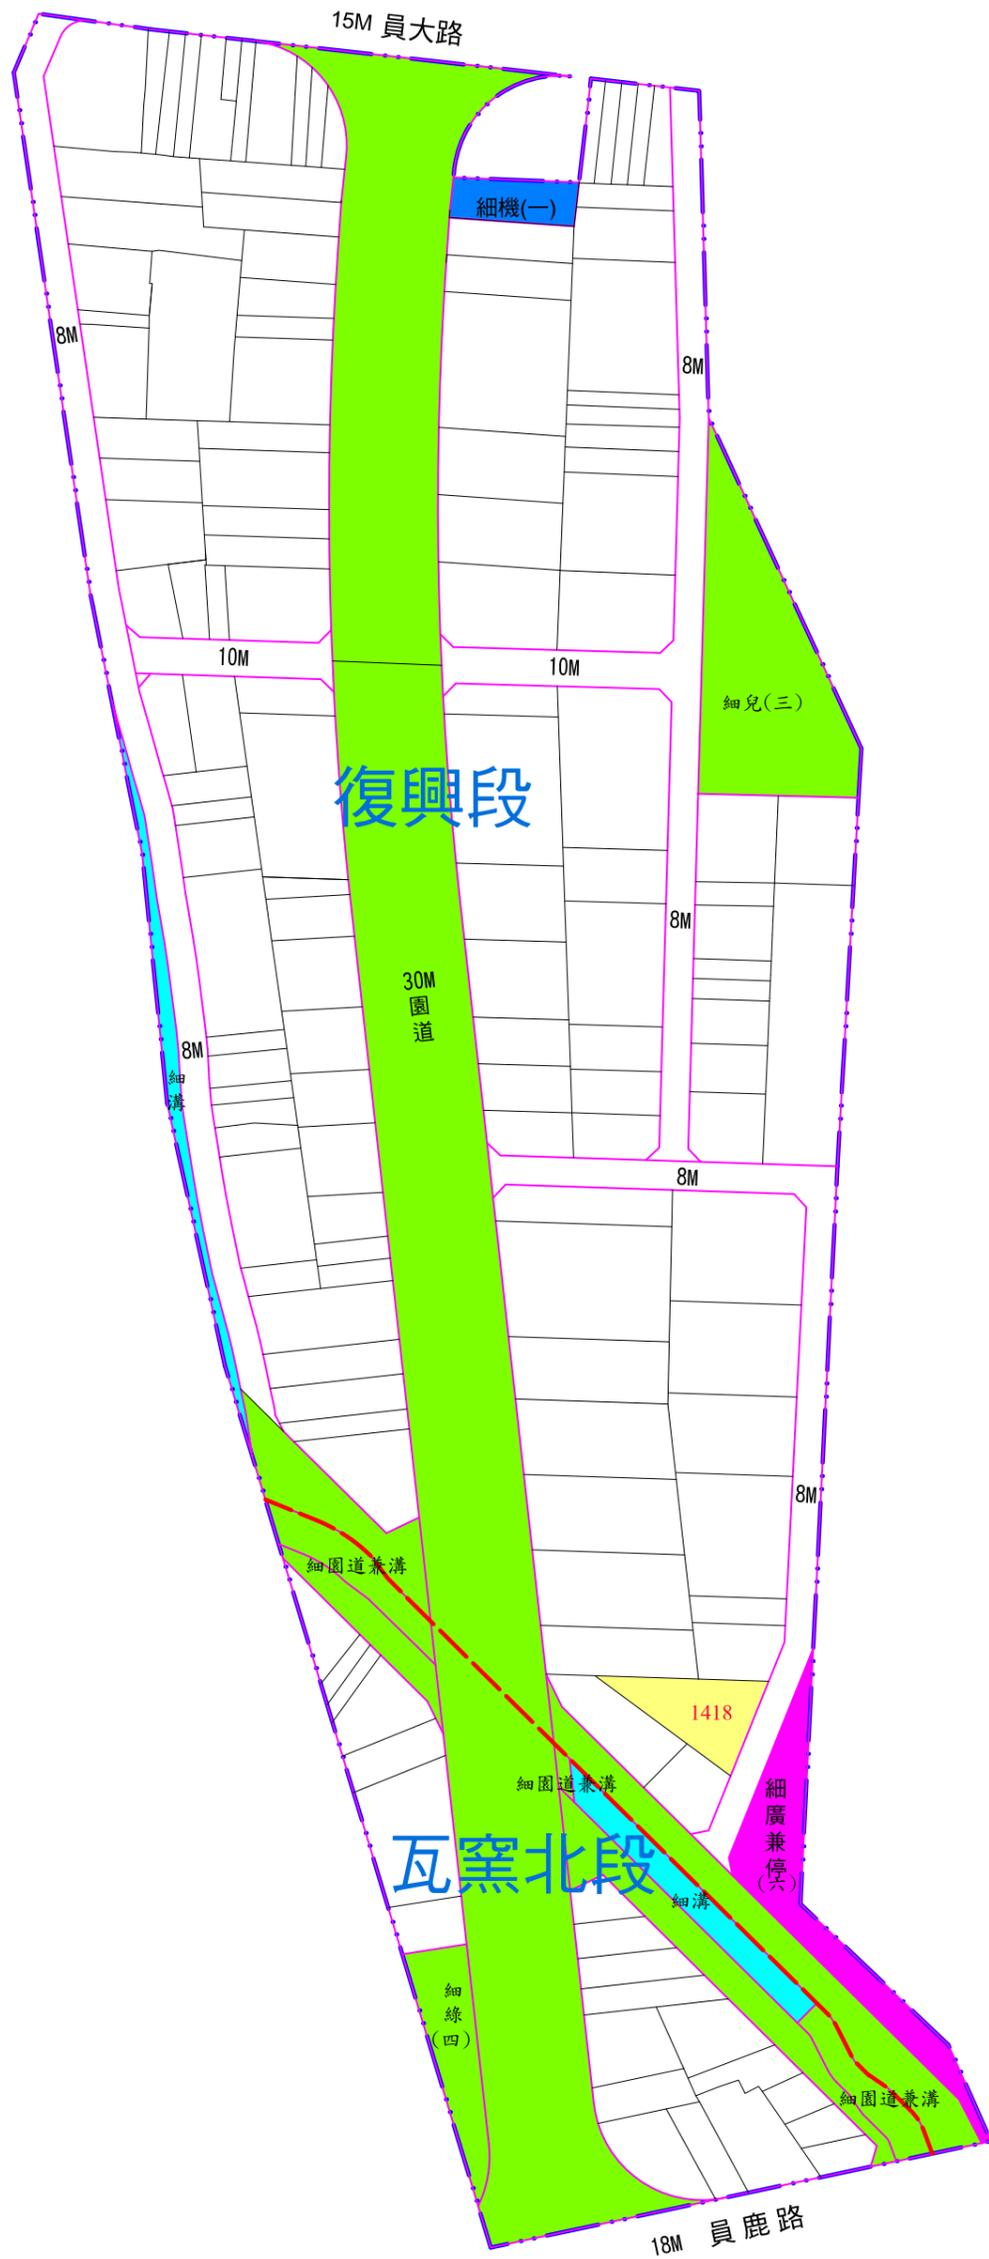 15M 員大路
細機(一)
8M
8M
10M
10M
細兒(三)
復興段
8M
30M
園
道
8M
細
溝
8M
8M
細園道兼溝
1418
細園道兼溝
細
廣
兼
停
(六)
瓦窑北段
細溝
細
綠
(四)
細園道兼溝
18M 員鹿路